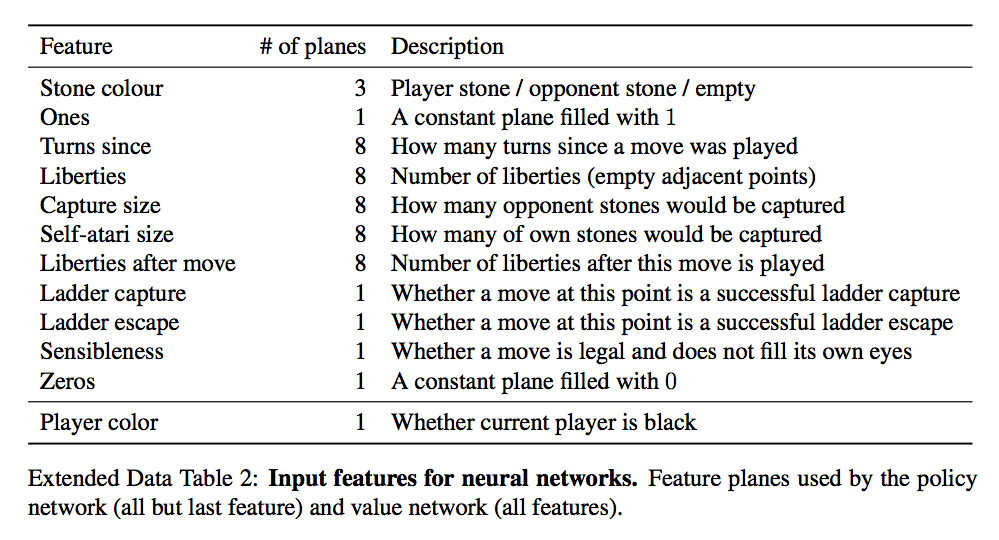 Feature # of planes Description
Stone colour 3 Player stone / opponent stone / empty
Ones 1 A constant plane filled with 1
Turns since 8 How many turns since a move was played
Liberties 8 Number of liberties (empty adjacent points)
Capture size 8 How many opponent stones would be captured
Self-atari size 8 How many of own stones would be captured
Liberties after move 8 Number of liberties after this move is played
Ladder capture 1 Whether a move at this point is a successful ladder capture
Ladder escape 1 Whether a move at this point is a successful ladder escape
Sensibleness 1 Whether a move is legal and does not fill its own eyes
Zeros 1 A constant plane filled with 0
Player color 1 Whether current player is black
Extended Data Table 2: Input features for neural networks. Feature planes used by the policy
network (all but last feature) and value network (all features).